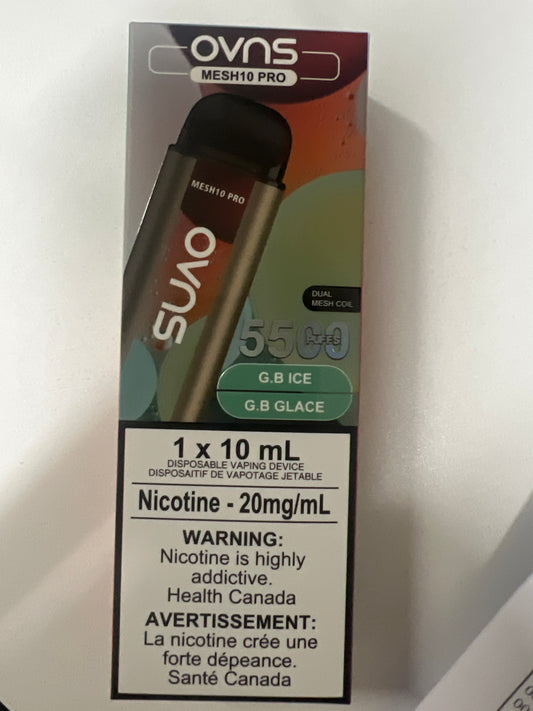 OVNS
MESH10 PRO
MESH10 PRO
OVNS
DUAL
MESH COIL
5500
PUFFS
G.B ICE
G.B GLACE
1 x 10 mL
DISPOSABLE VAPING DEVICE
DISPOSAITIF DE VAPOTAGE JETABLE
Nicotine - 20mg/mL
WARNING:
Nicotine is highly
addictive.
Health Canada
AVERTISSEMENT:
La nicotine crée une
forte dépeance.
Santé Canada